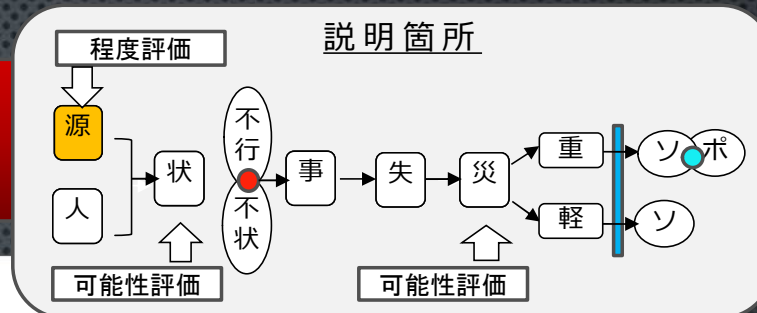 説明箇所
程度評価
源
人
状
不行
不状
事
失
災
重
軽
ソ
ポ
ソ
可能性評価
可能性評価